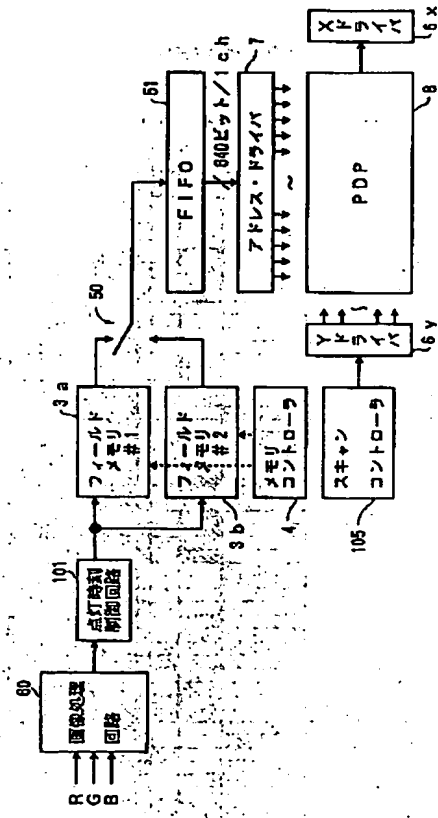 R
G
B
60
画像処理
回路
101
点灯時刻
制御回路
3a
フィールド
メモリ
#1
フィールド
メモリ
#2
3b
メモリ
コントローラ
4
50
51
FIFO
640ビット/1ch
7
アドレス・ドライバ
〜
PDP
8
X
ドライバ
6x
Y
ドライバ
6y
スキャン
コントローラ
105